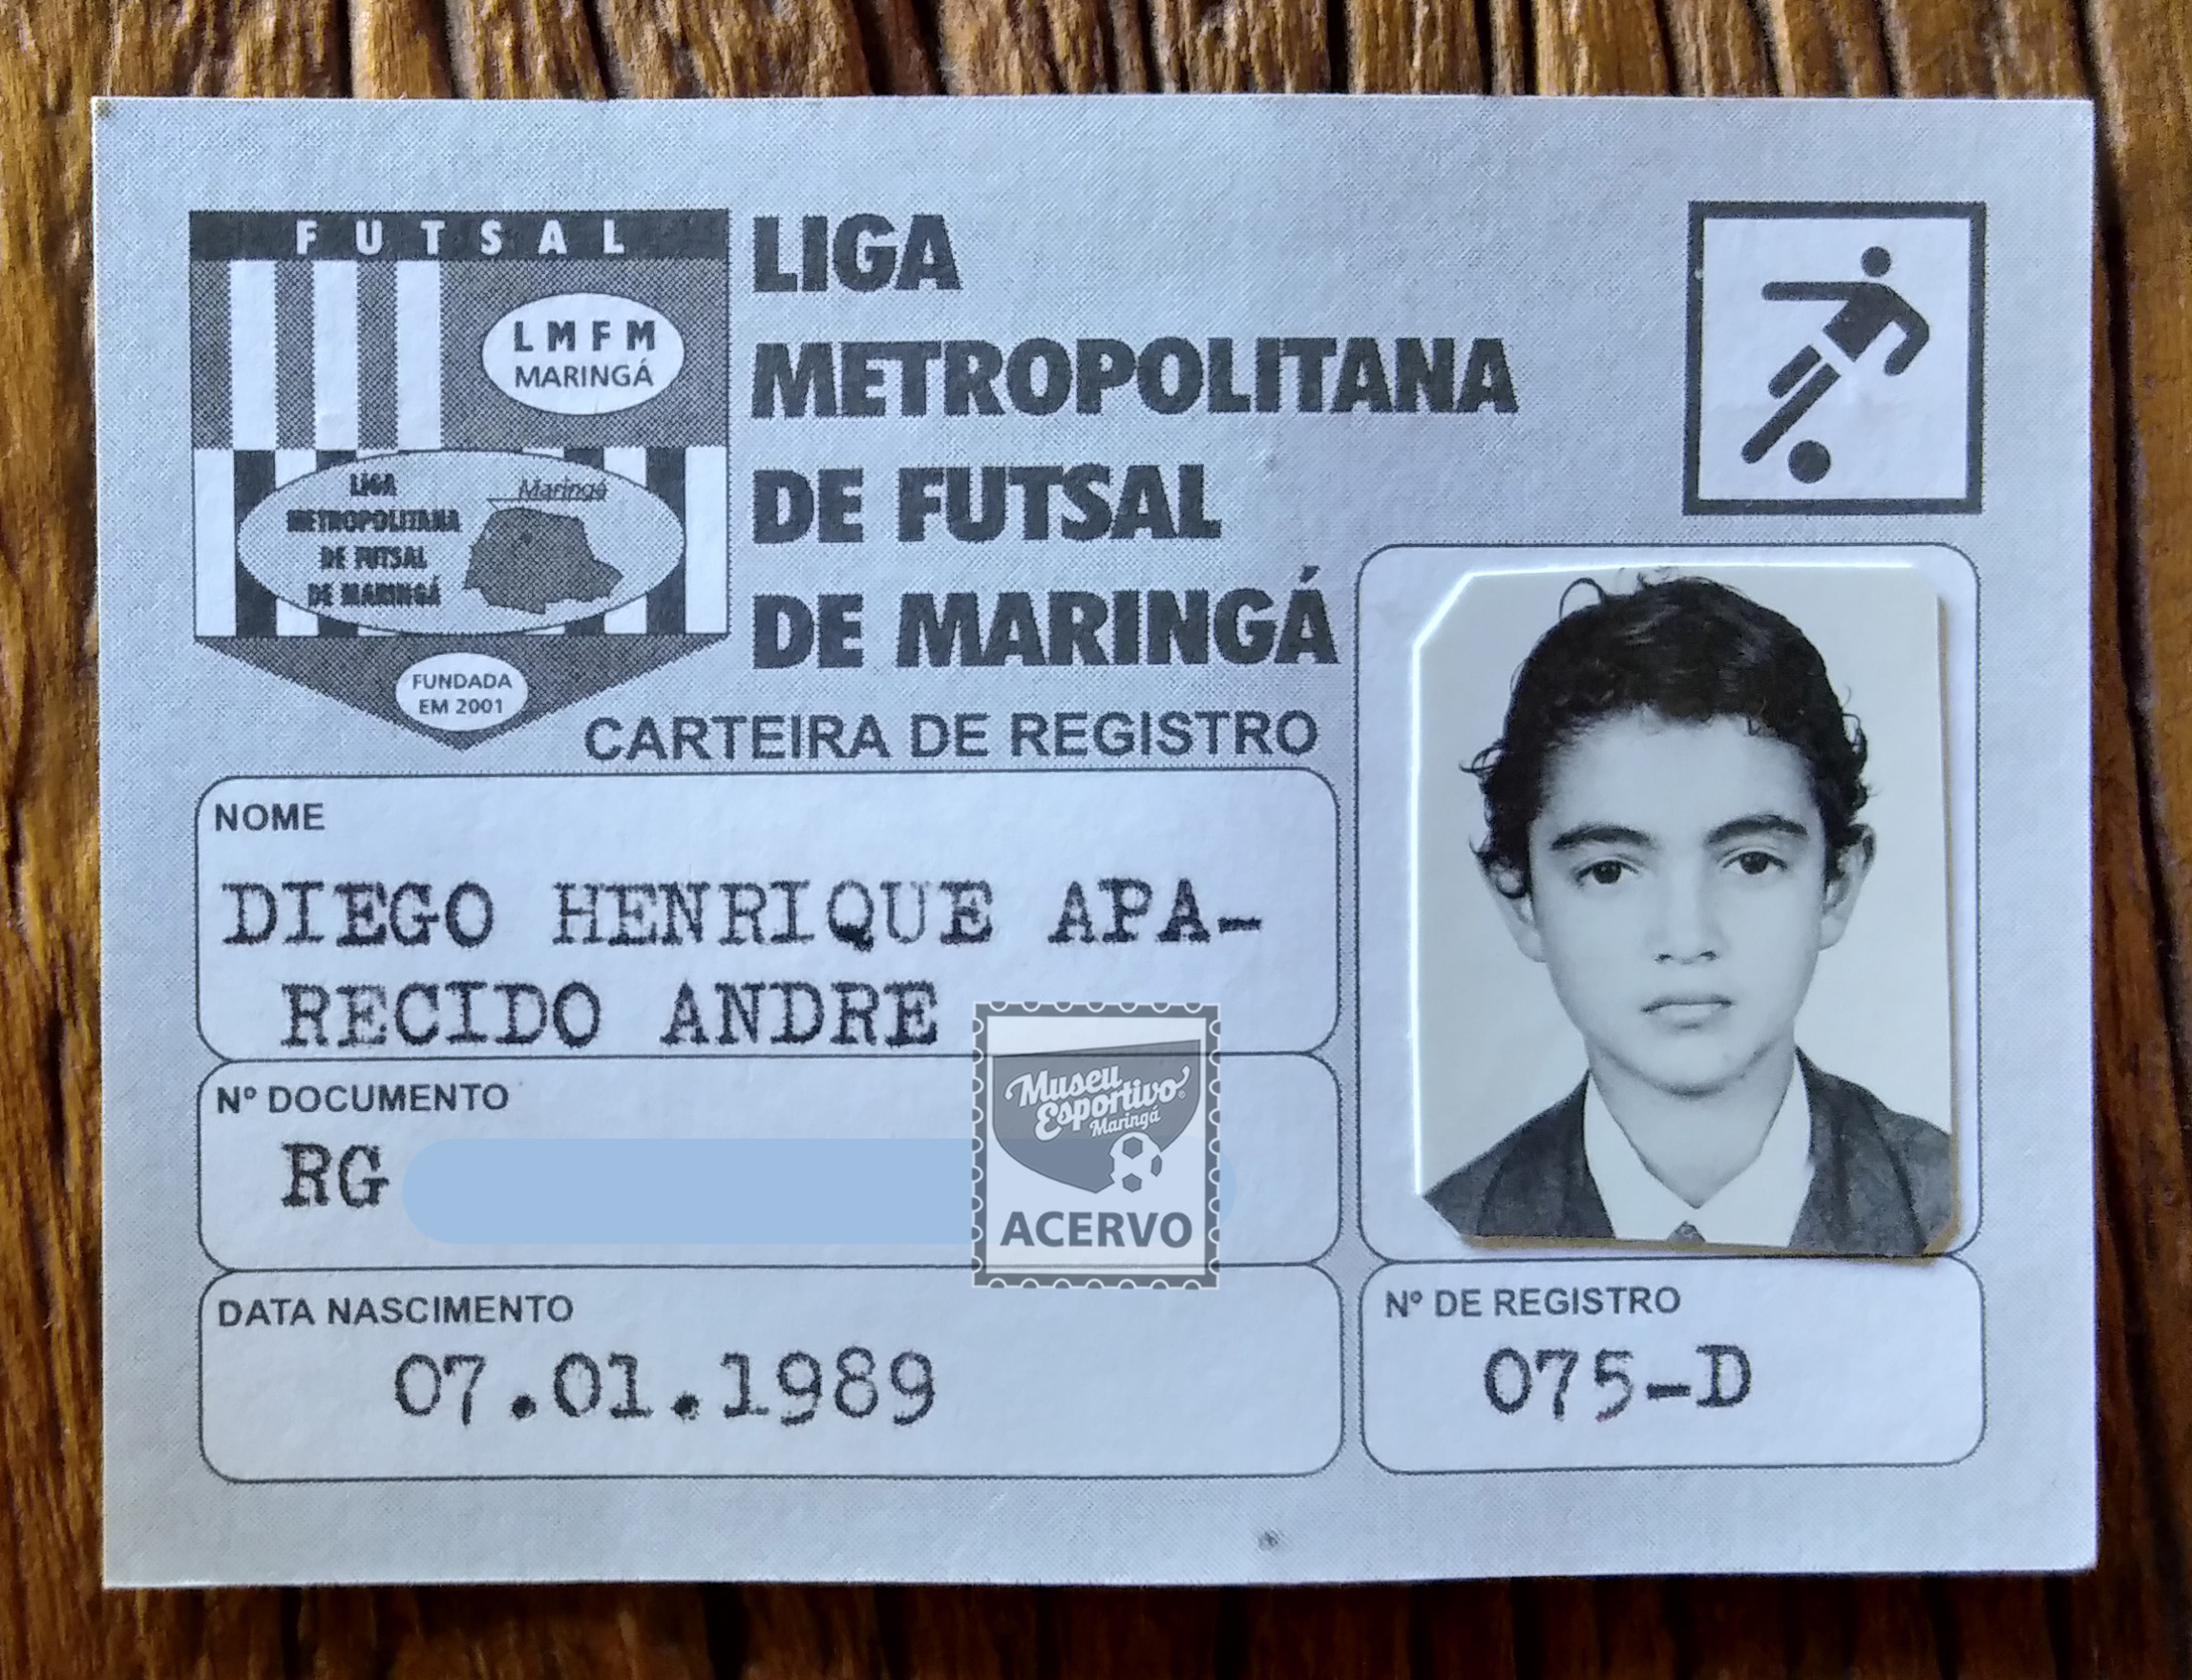 FUTSAL
LMFM
MARINGÁ
LIGA
METROPOLITANA
DE FUTSAL
DE MARINGÁ
Maringá
FUNDADA
EM 2001
LIGA
METROPOLITANA
DE FUTSAL
DE MARINGÁ
CARTEIRA DE REGISTRO
NOME
DIEGO HENRIQUE APA-
RECIDO ANDRE
Nº DOCUMENTO
RG
Museu
Esportivo
Maringá
ACERVO
DATA NASCIMENTO
07.01.1989
Nº DE REGISTRO
075-D